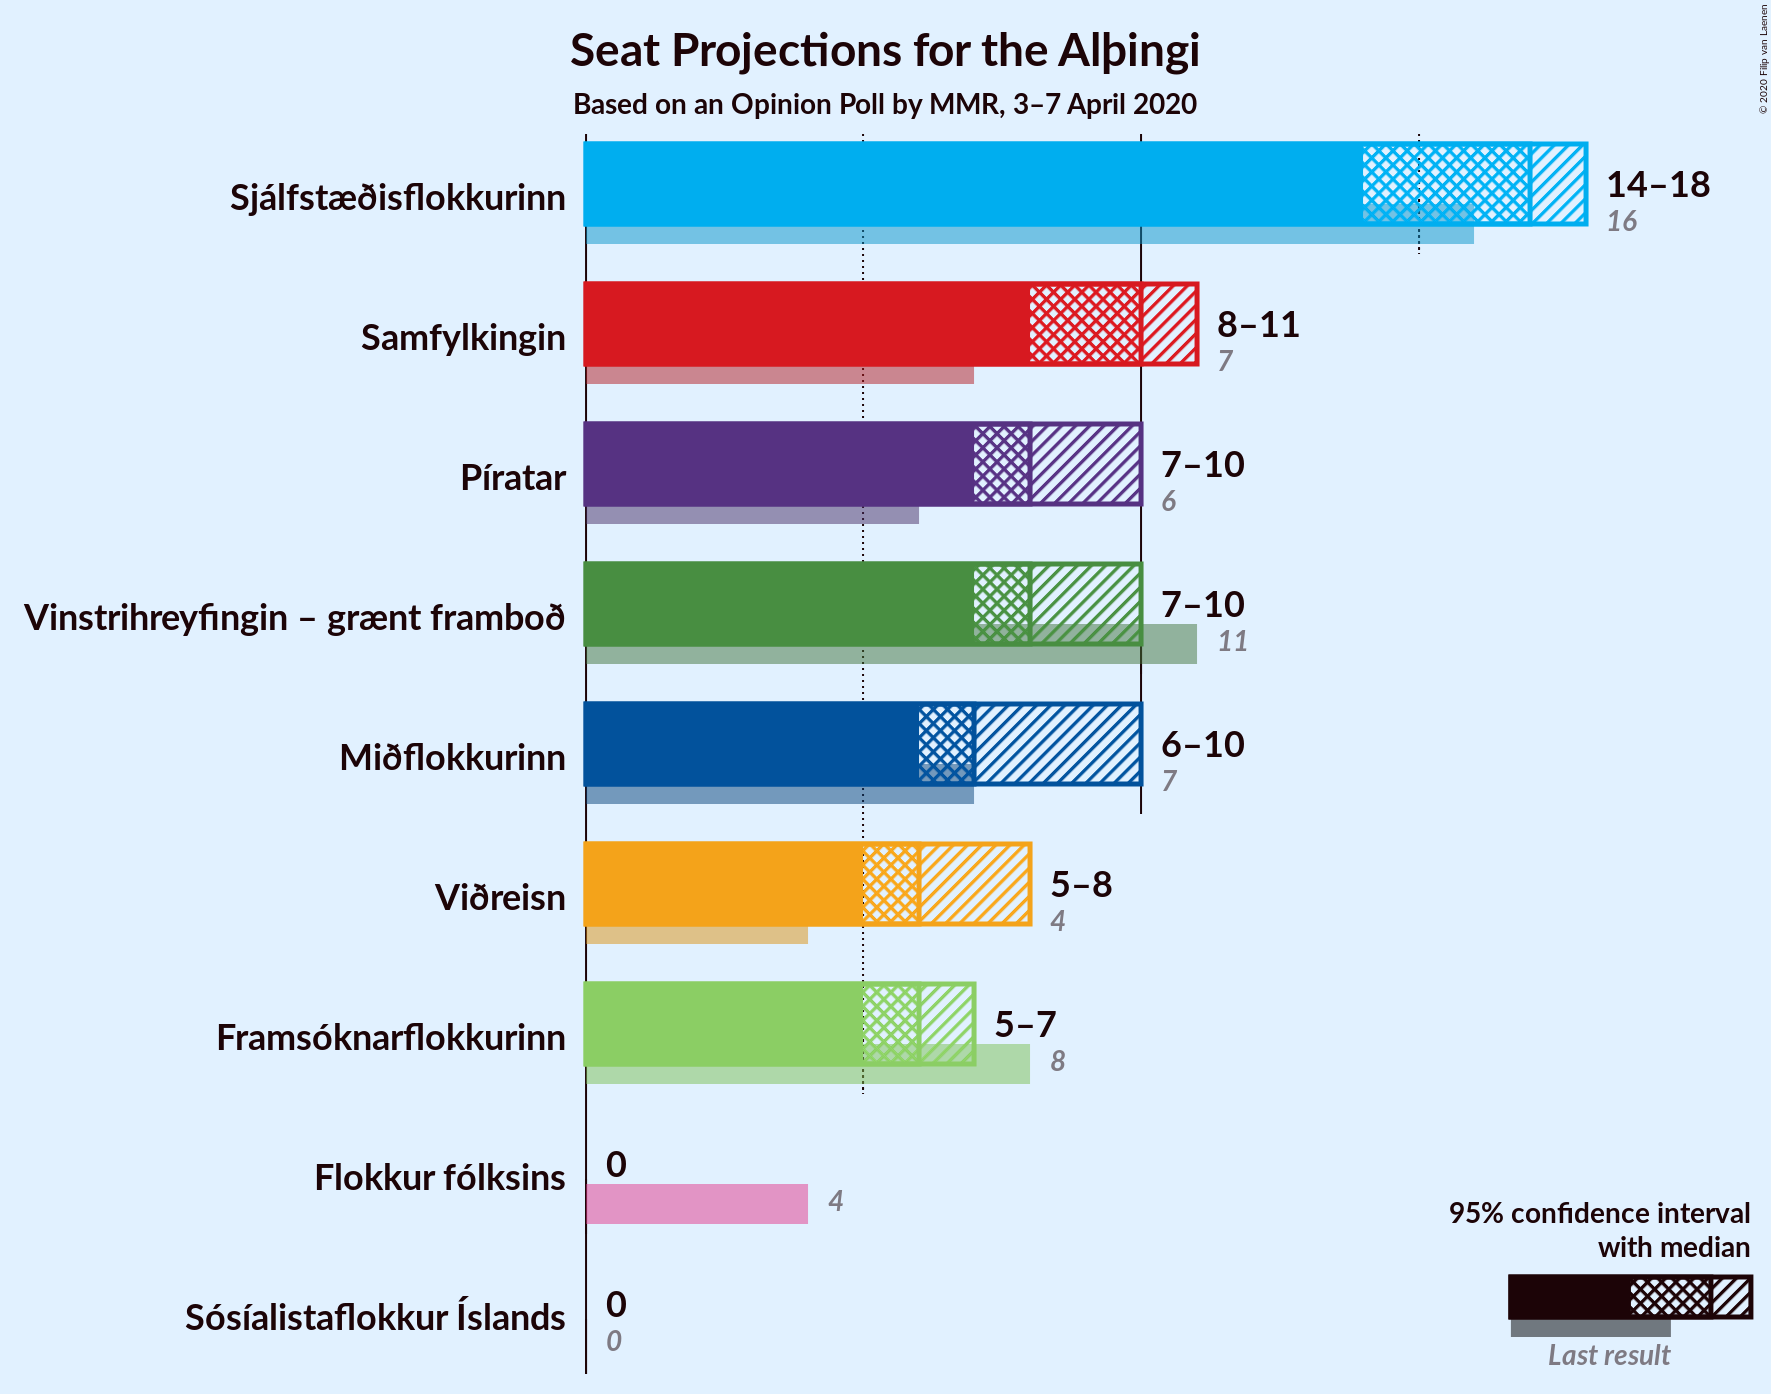 Seat Projections for the Alþingi
Based on an Opinion Poll by MMR, 3–7 April 2020
© 2020 Filip van Laenen
Sjálfstæðisflokkurinn
14–18
16
Samfylkingin
8–11
7
Píratar
7–10
6
Vinstrihreyfingin – grænt framboð
7–10
11
Miðflokkurinn
6–10
7
Viðreisn
5–8
4
Framsóknarflokkurinn
5–7
8
Flokkur fólksins
0
4
Sósíalistaflokkur Íslands
0
0
95% confidence interval
with median
Last result